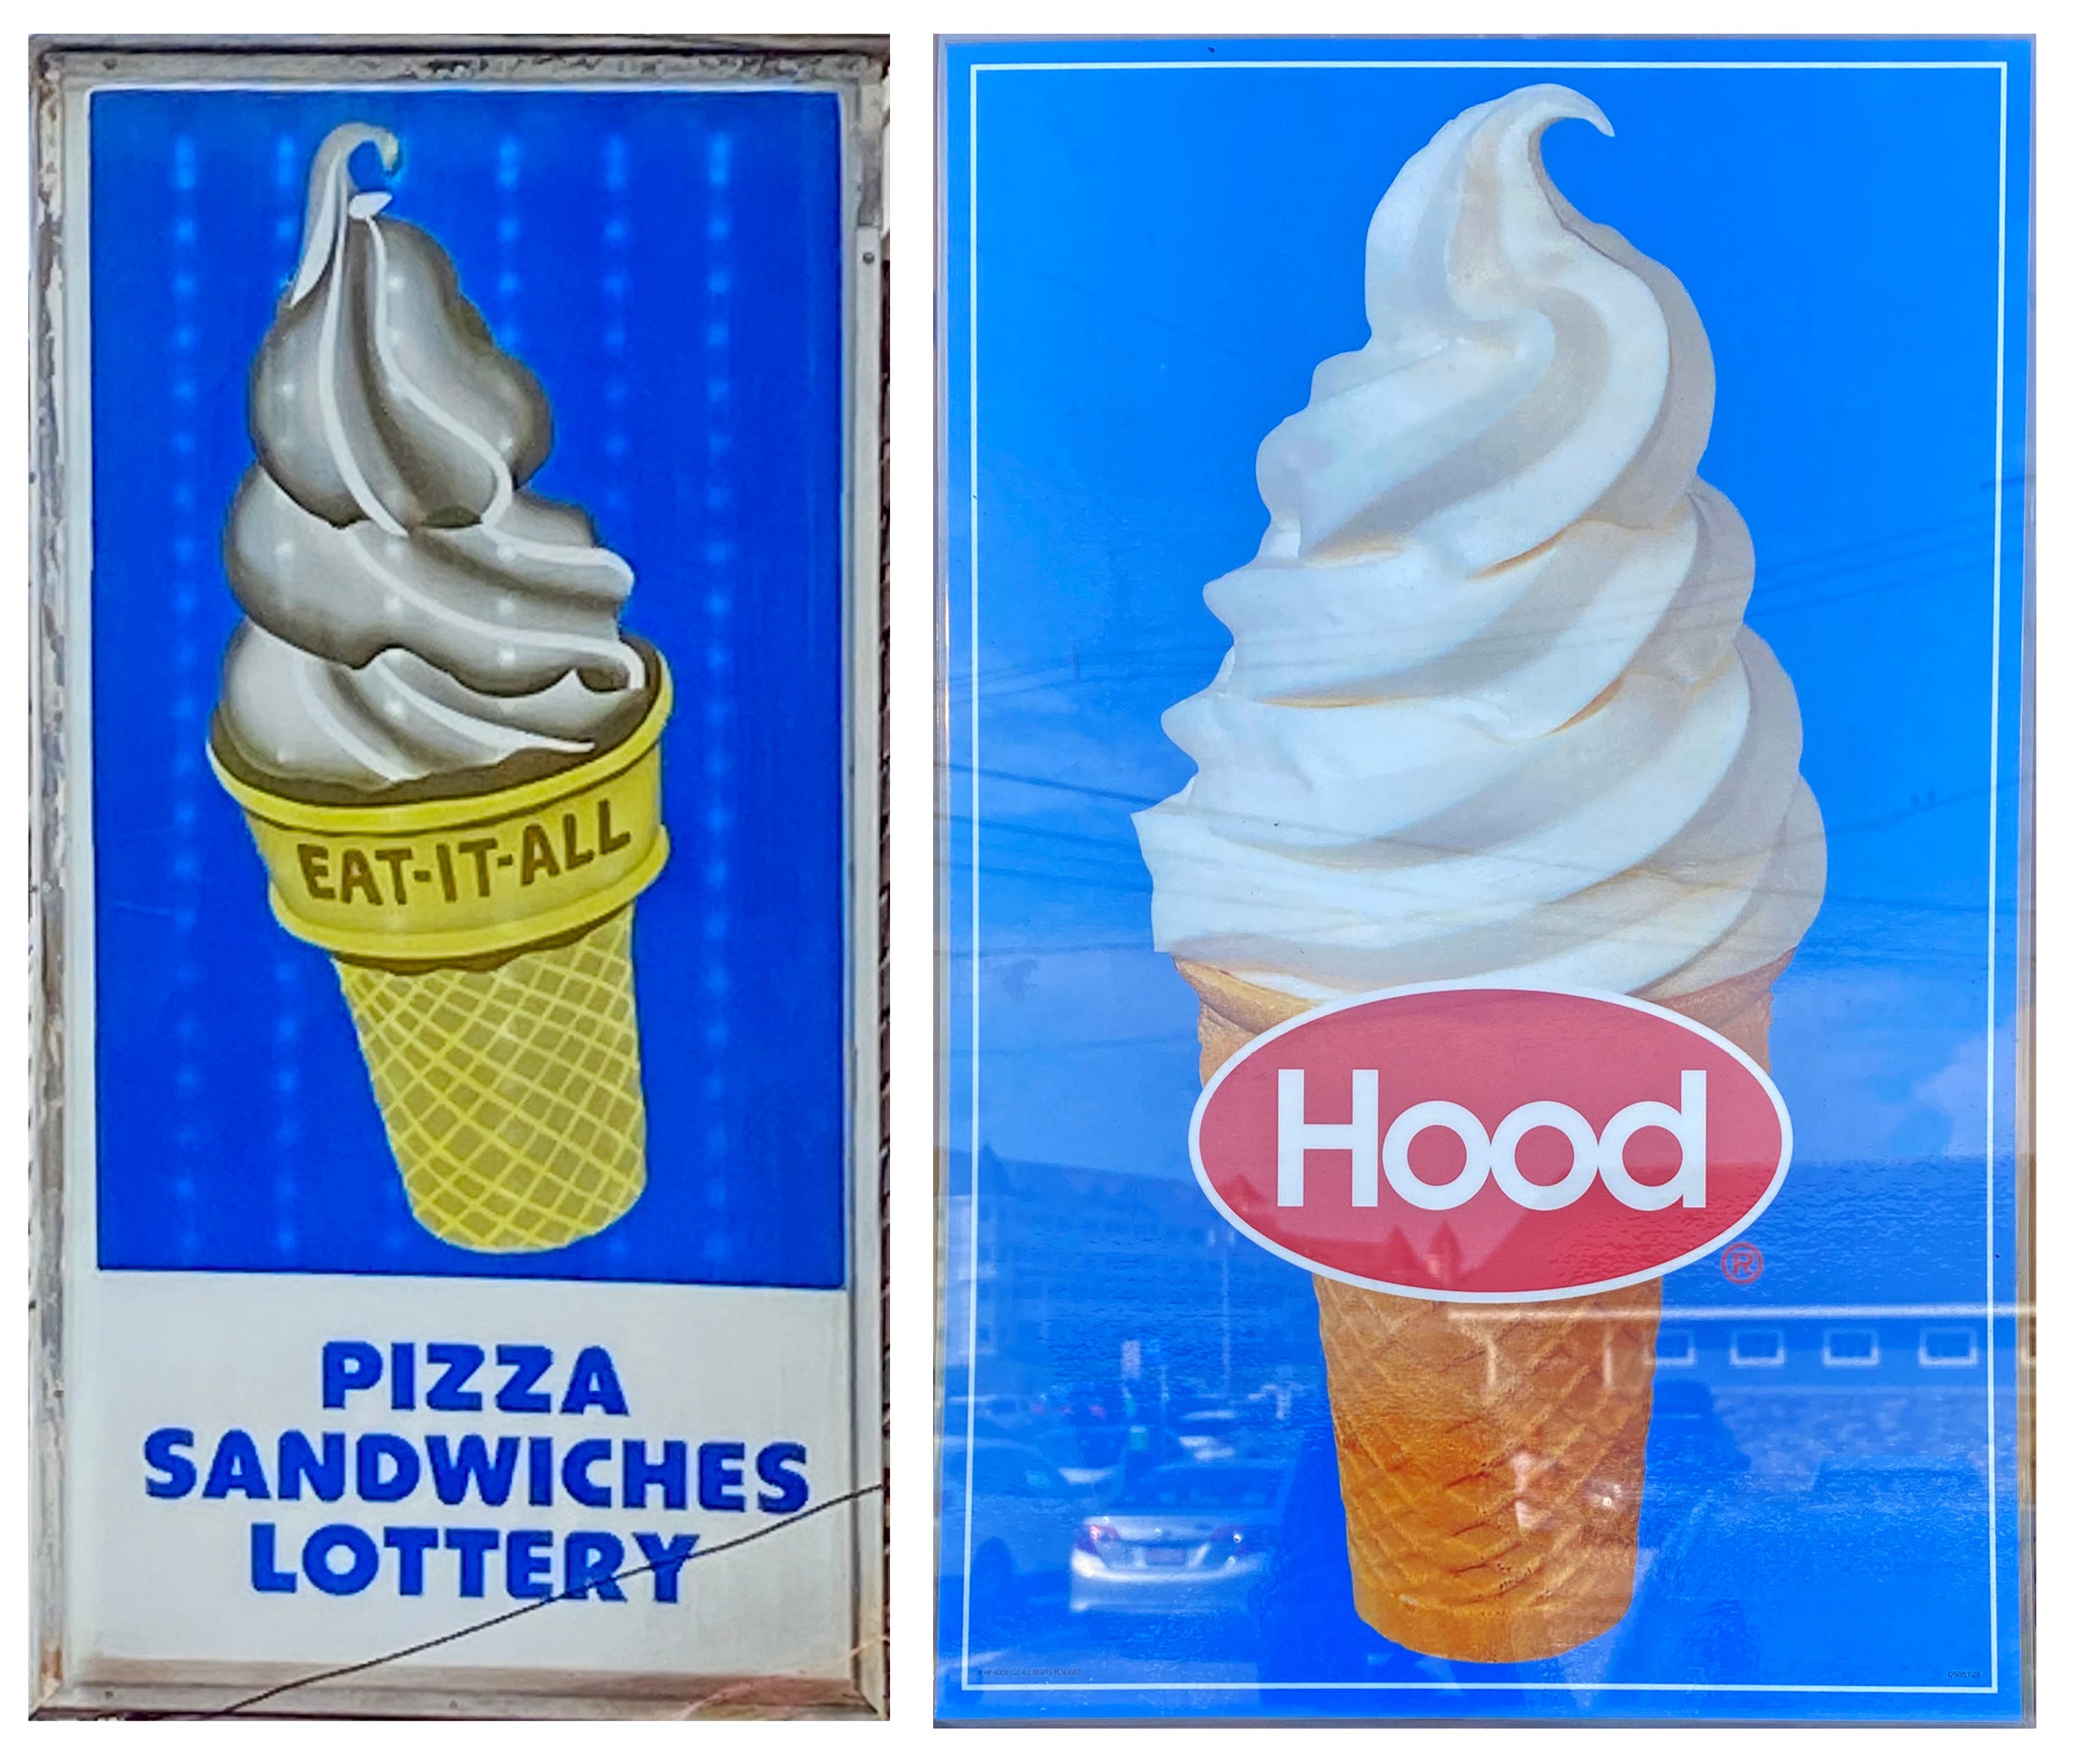 EAT-IT-ALL
PIZZA
SANDWICHES
LOTTERY
Hood
®